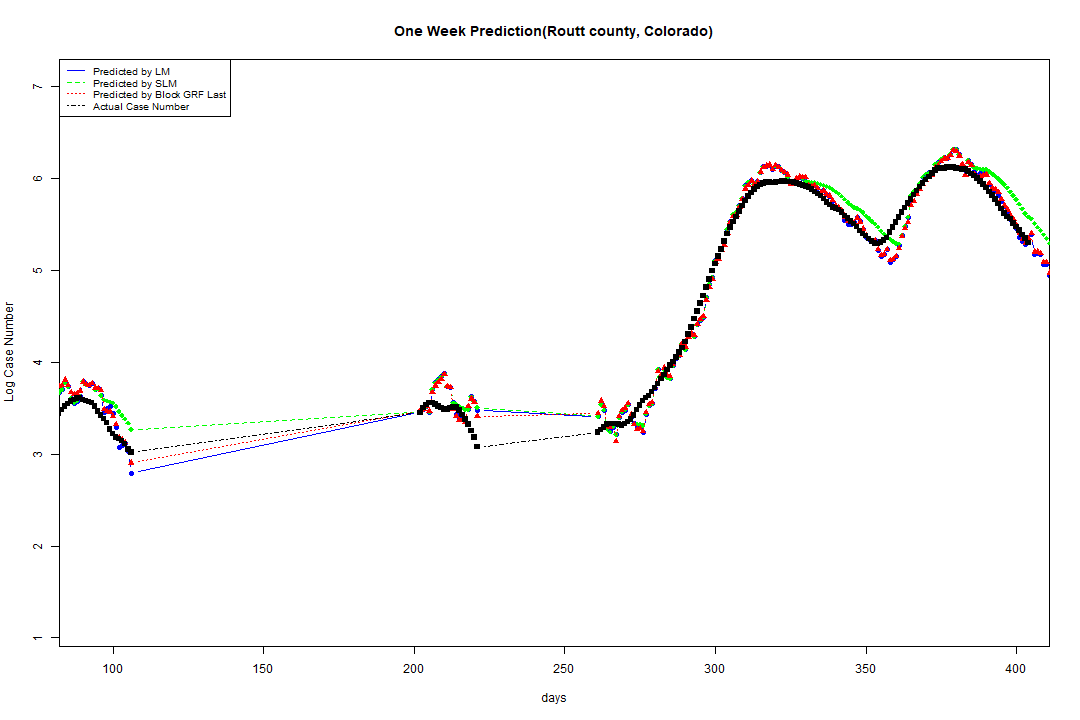 One Week Prediction(Routt county, Colorado)
Predicted by LM
Predicted by SLM
Predicted by Block GRF Last
Actual Case Number
7
6
5
4
3
2
1
Log Case Number
100 150 200 250 300 350 400
days